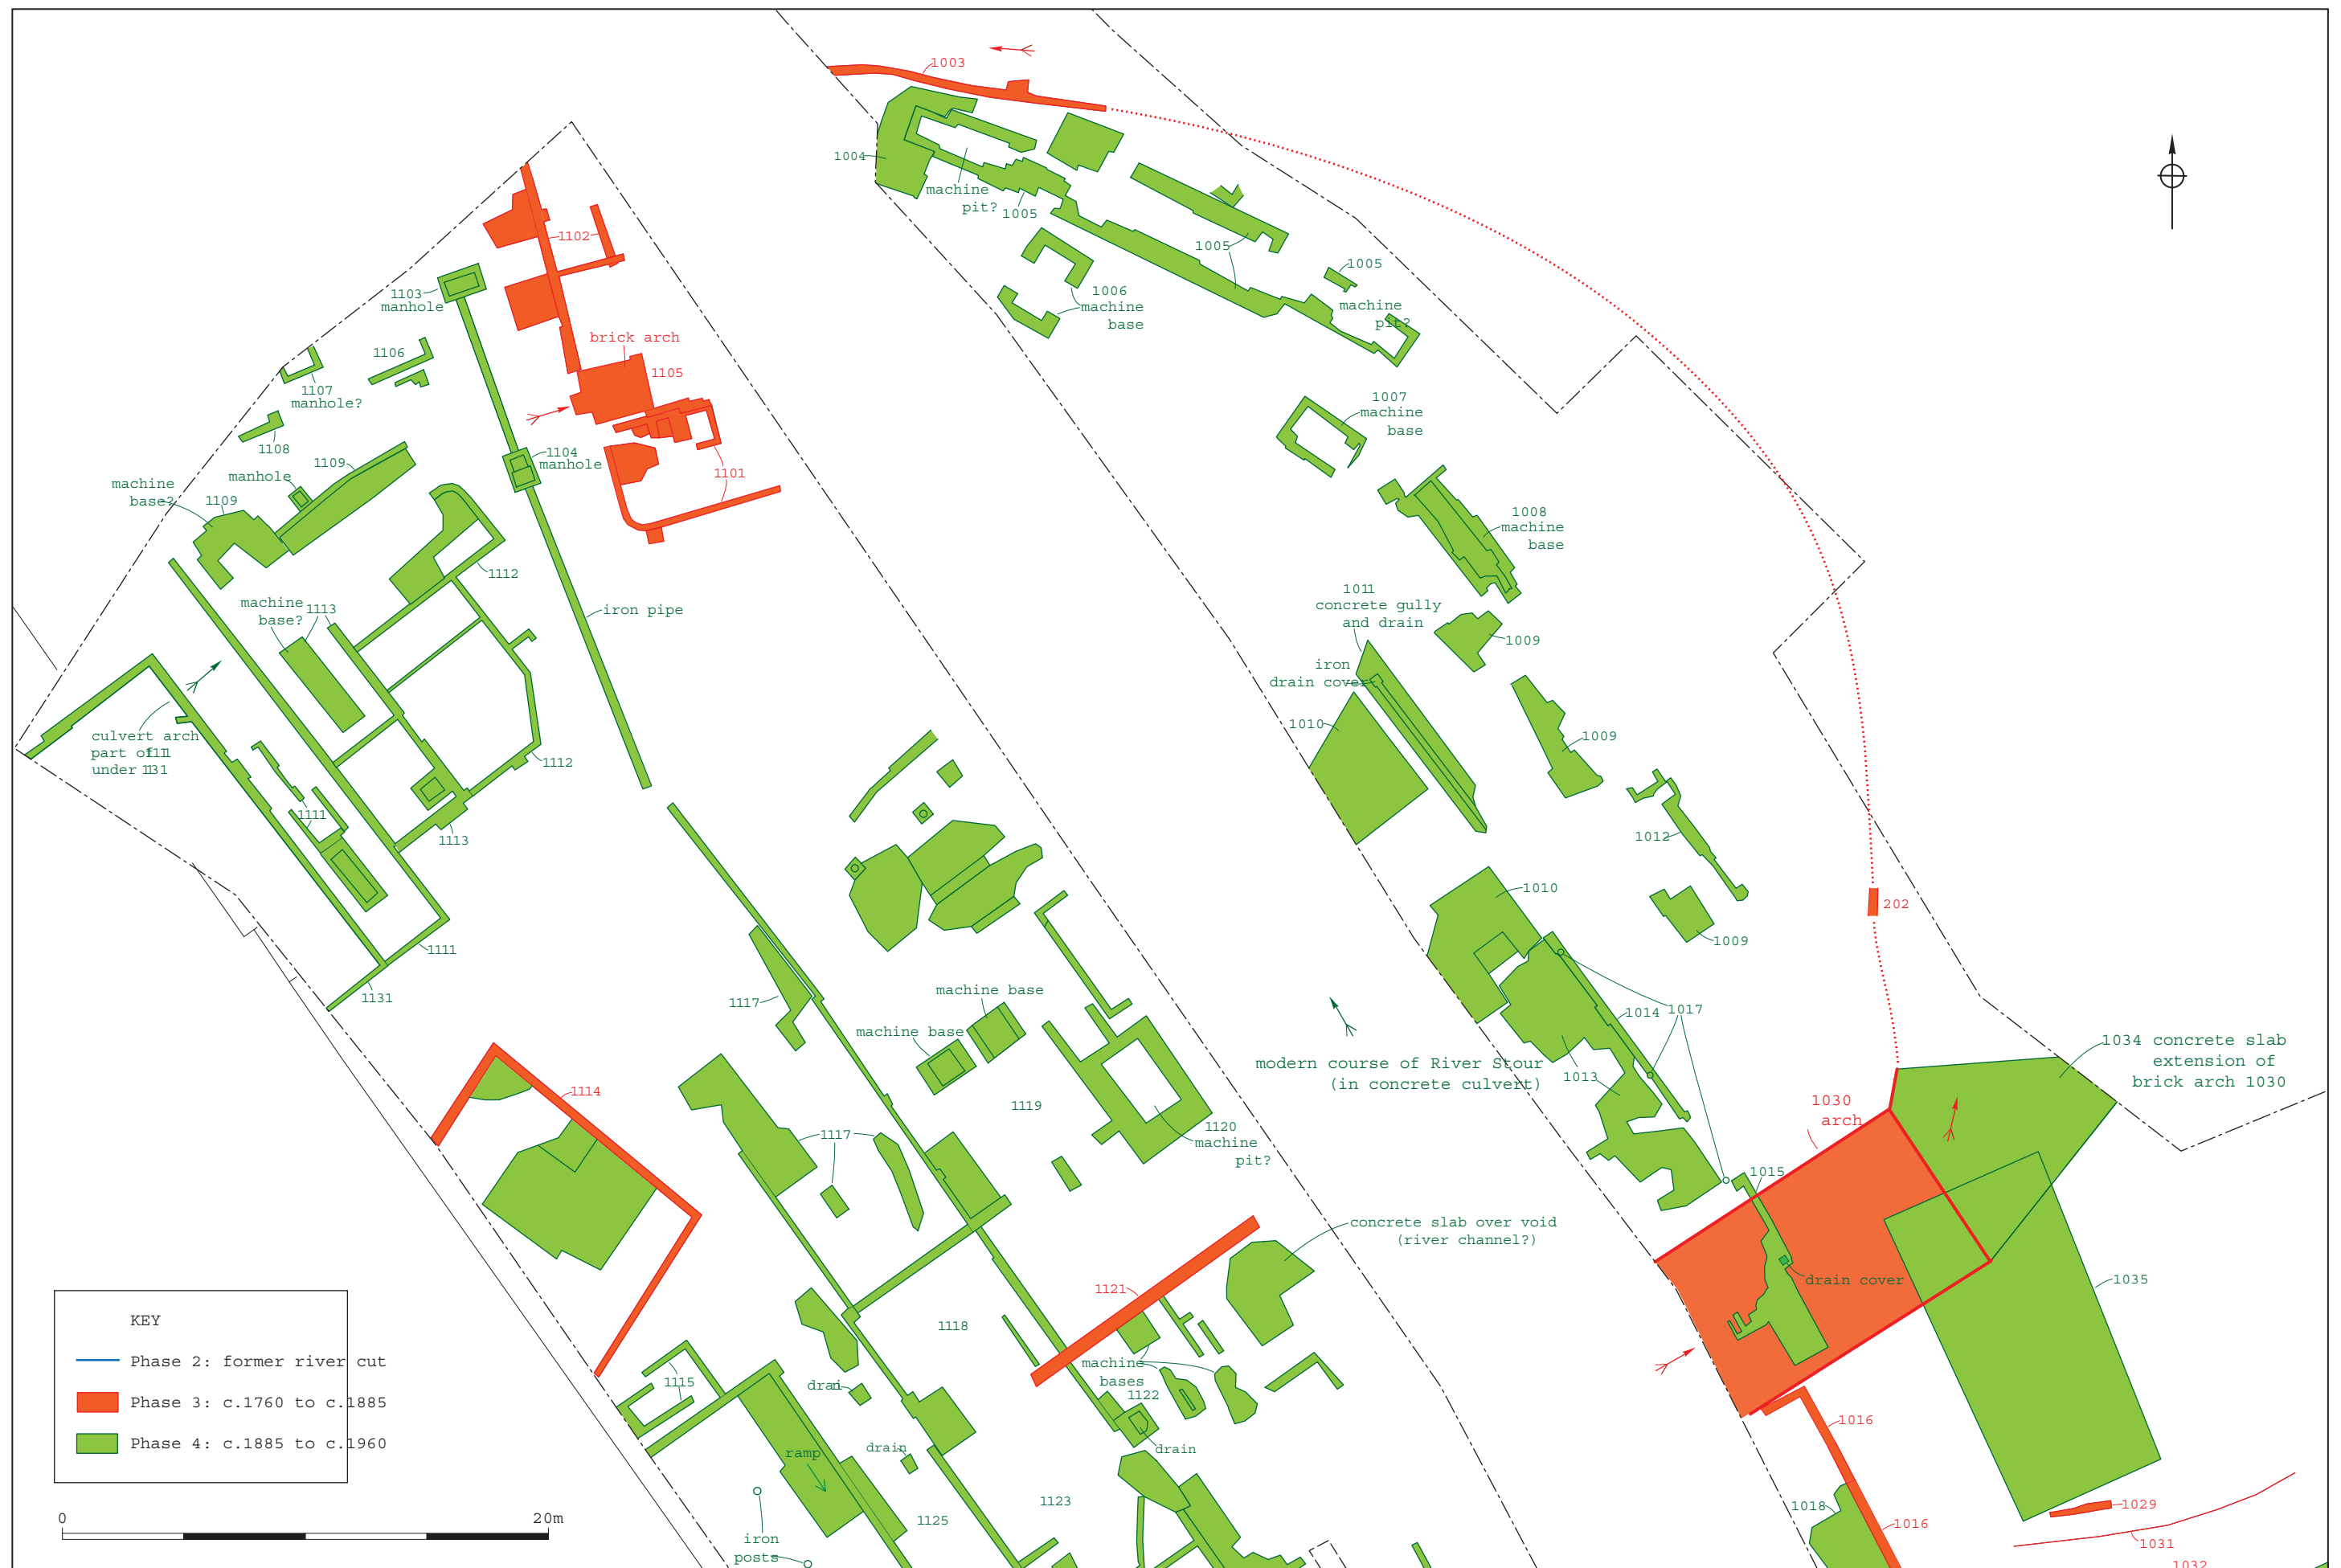 1003
1004
machine
pit?
1005
1102
1005
1005
1103
manhole
1006
machine
base
machine
pit?
brick arch
1106
1105
1107
manhole?
1007
machine
base
1108
1104
manhole
1109
manhole
1101
machine
base?
1109
1008
machine
base
1112
1011
concrete gully
and drain
machine
base?
1113
iron pipe
1009
iron
drain cover
1010
culvert arch
part of 1111
under 1131
1009
1112
1111
1113
1012
1010
202
1009
1111
1131
machine base
1117
1014
1017
machine base
modern course of River Stour
(in concrete culvert)
1034 concrete slab
extension of
brick arch 1030
1013
1114
1119
1030
arch
1120
machine
pit?
1117
1015
concrete slab over void
(river channel?)
drain cover
1035
1121
KEY
1118
Phase 2: former river cut
machine
bases
1115
drain
1122
Phase 3: c.1760 to c.1885
1016
Phase 4: c.1885 to c.1960
drain
drain
ramp
1123
1018
1029
0
20m
1125
1016
iron
posts
1031
1032